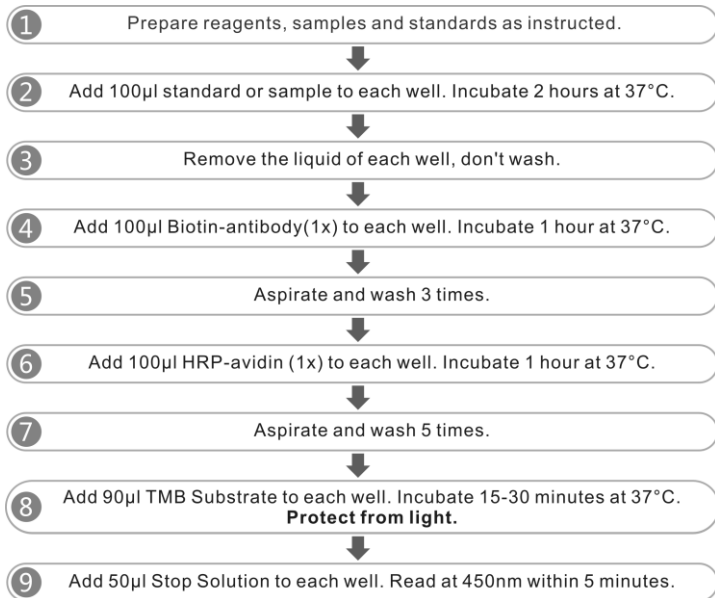 1 Prepare reagents, samples and standards as instructed.
2 Add 100μl standard or sample to each well. Incubate 2 hours at 37°C.
3 Remove the liquid of each well, don't wash.
4 Add 100μl Biotin-antibody(1x) to each well. Incubate 1 hour at 37°C.
5 Aspirate and wash 3 times.
6 Add 100μl HRP-avidin (1x) to each well. Incubate 1 hour at 37°C.
7 Aspirate and wash 5 times.
8 Add 90μl TMB Substrate to each well. Incubate 15-30 minutes at 37°C.
Protect from light.
9 Add 50μl Stop Solution to each well. Read at 450nm within 5 minutes.